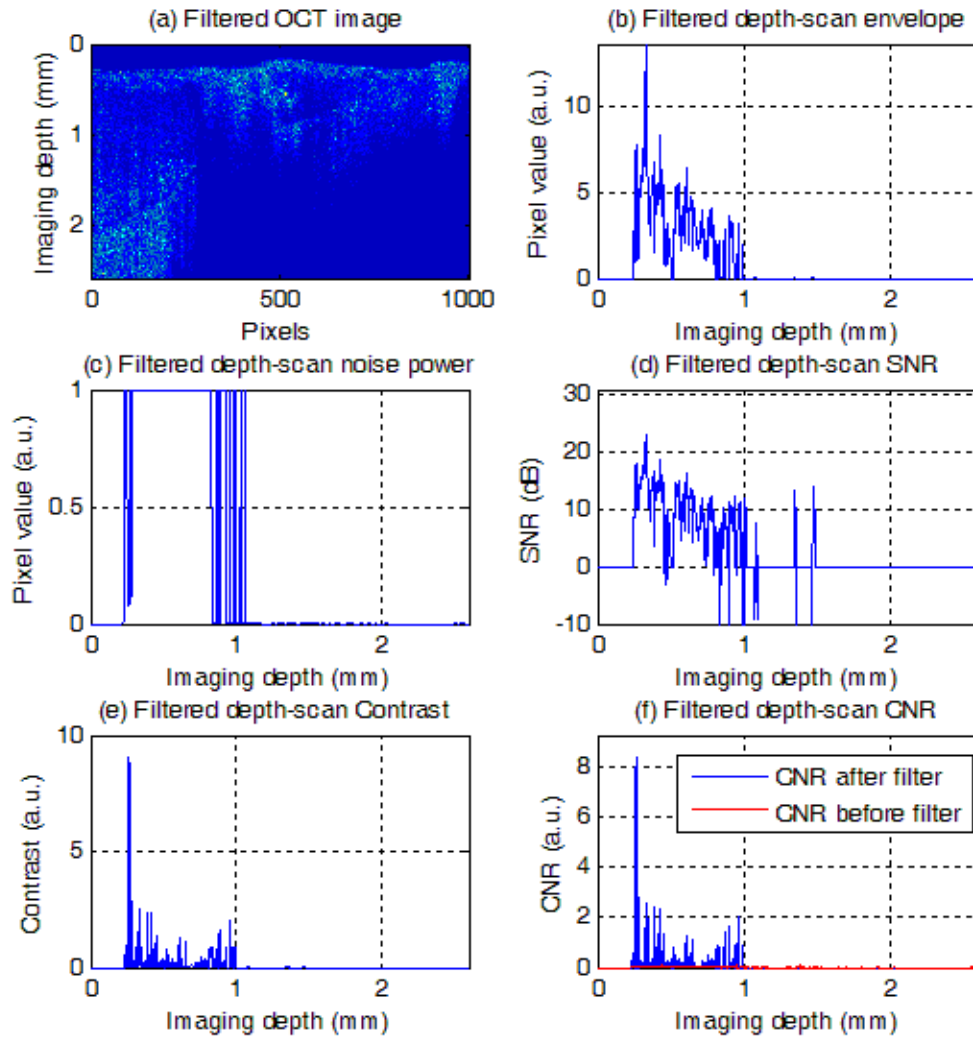 (a) Filtered OCT image
0
1
2
Imaging depth (mm)
0 500 1000
Pixels
(b) Filtered depth-scan envelope
10
5
0
Pixel value (a.u.)
0 1 2
Imaging depth (mm)
(c) Filtered depth-scan noise power
1
0.5
0
Pixel value (a.u.)
0 1 2
Imaging depth (mm)
(d) Filtered depth-scan SNR
30
20
10
0
-10
SNR (dB)
0 1 2
Imaging depth (mm)
(e) Filtered depth-scan Contrast
10
5
0
Contrast (a.u.)
0 1 2
Imaging depth (mm)
(f) Filtered depth-scan CNR
8
6
4
2
0
CNR (a.u.)
CNR after filter
CNR before filter
0 1 2
Imaging depth (mm)